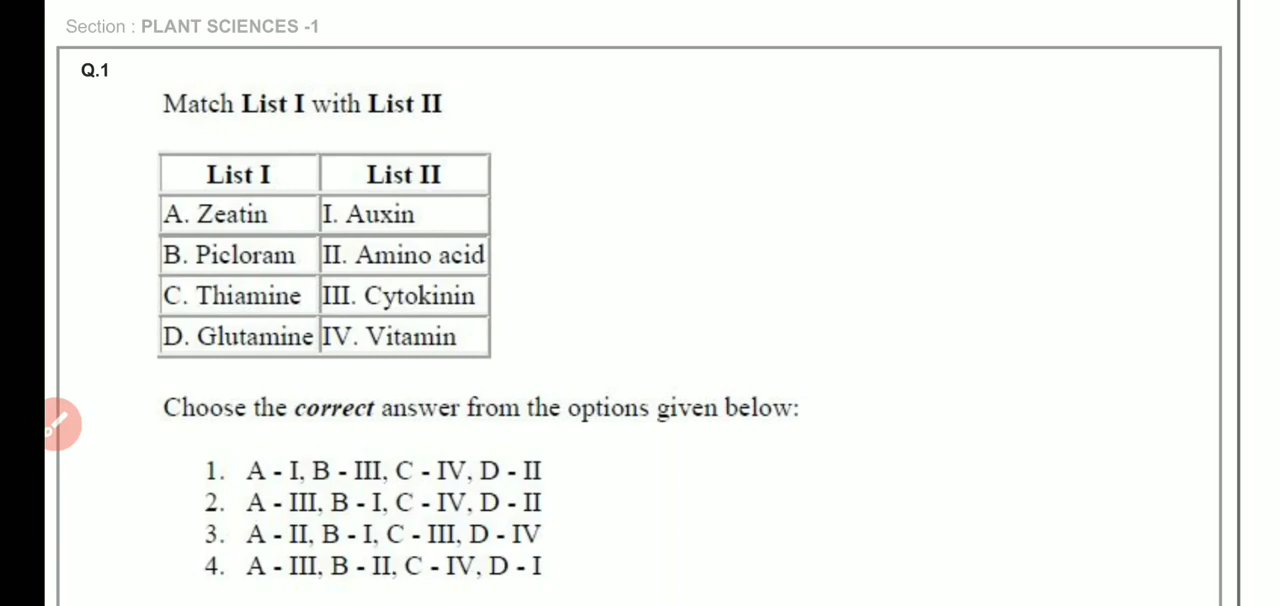 Section : PLANT SCIENCES -1
Q.1
Match List I with List II
List I List II
A. Zeatin I. Auxin
B. Picloram II. Amino acid
C. Thiamine III. Cytokinin
D. Glutamine IV. Vitamin
Choose the correct answer from the options given below:
1. A - I, B - III, C - IV, D - II
2. A - III, B - I, C - IV, D - II
3. A - II, B - I, C - III, D - IV
4. A - III, B - II, C - IV, D - I